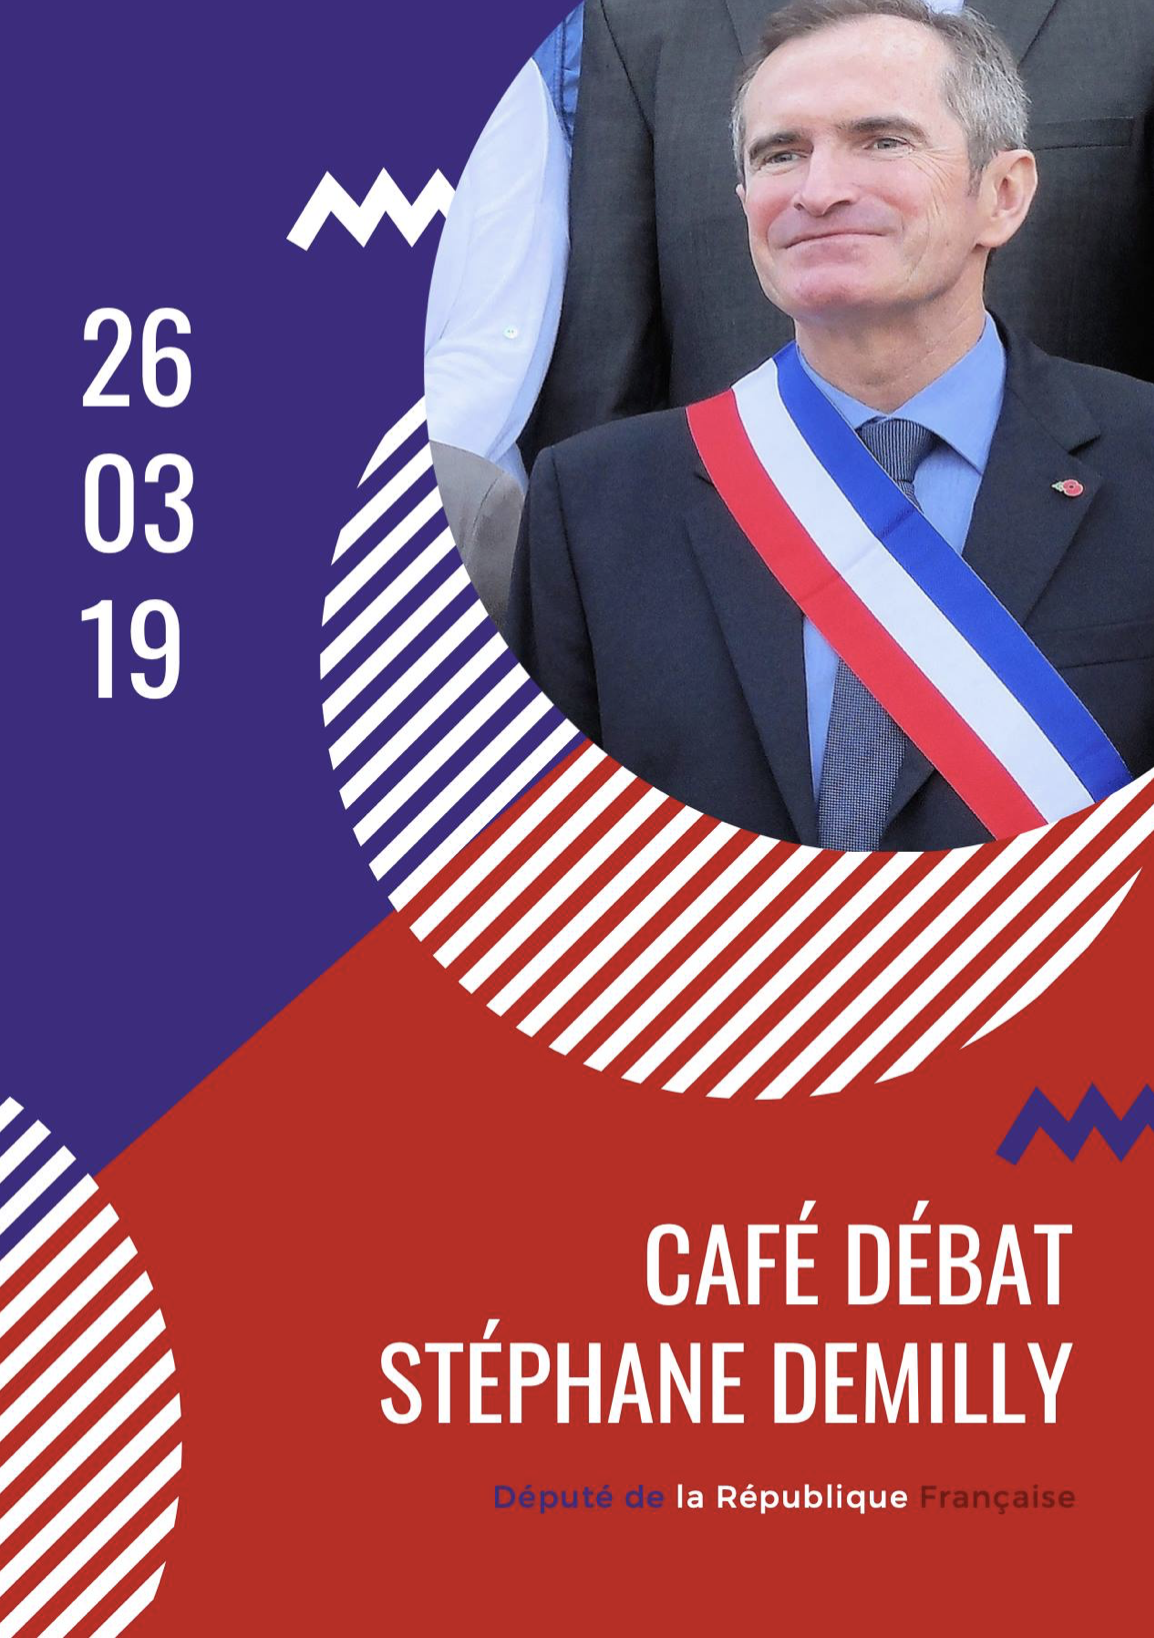 26
03
19
CAFÉ DÉBAT
STÉPHANE DEMILLY
Député de la République Française